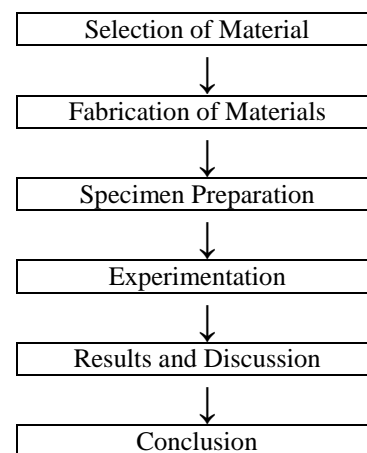 Selection of Material
Fabrication of Materials
Specimen Preparation
Experimentation
Results and Discussion
Conclusion